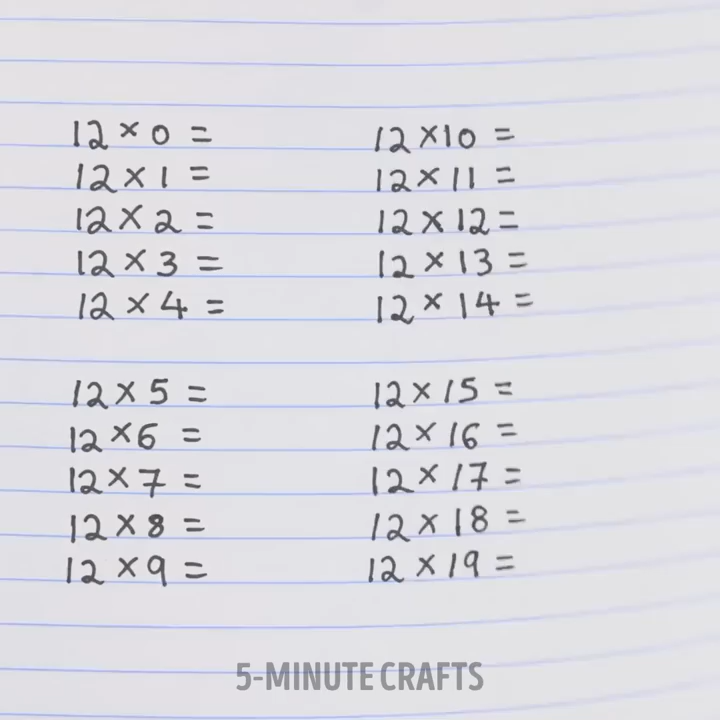 12 × 0 =
12 × 1 =
12 × 2 =
12 × 3 =
12 × 4 =
12 × 5 =
12 × 6 =
12 × 7 =
12 × 8 =
12 × 9 =
12 × 10 =
12 × 11 =
12 × 12 =
12 × 13 =
12 × 14 =
12 × 15 =
12 × 16 =
12 × 17 =
12 × 18 =
12 × 19 =
5-MINUTE CRAFTS